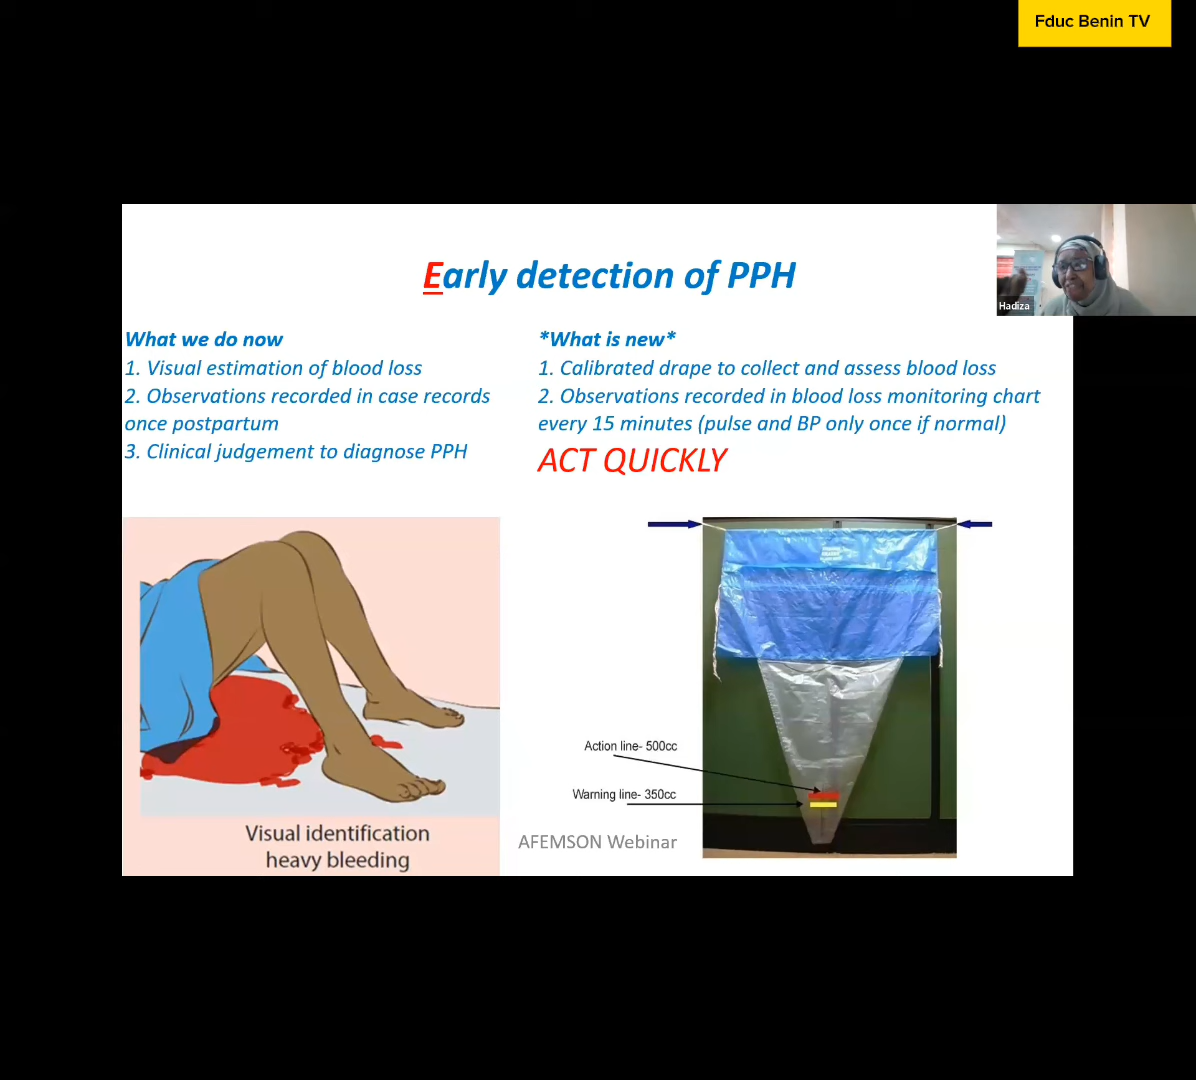 Fduc Benin TV
Early detection of PPH
Hadiza
What we do now
1. Visual estimation of blood loss
2. Observations recorded in case records
once postpartum
3. Clinical judgement to diagnose PPH
*What is new*
1. Calibrated drape to collect and assess blood loss
2. Observations recorded in blood loss monitoring chart
every 15 minutes (pulse and BP only once if normal)
ACT QUICKLY
Visual identification
heavy bleeding
Action line- 500cc
Warning line- 350cc
AFEMSON Webinar